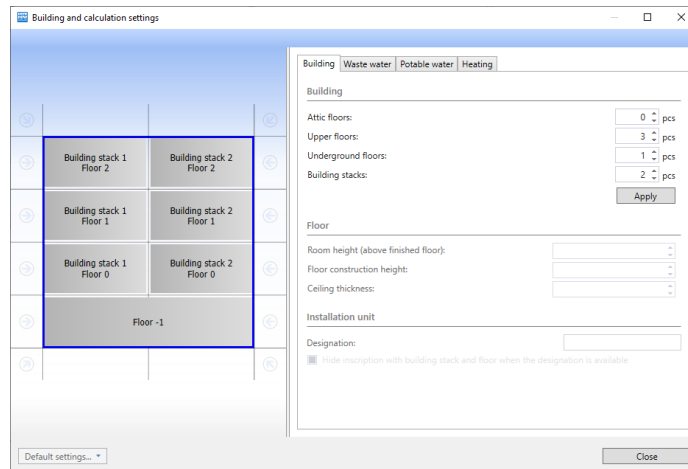 Building and calculation settings
Building Waste water Potable water Heating
Building
Attic floors: 0 pcs
Upper floors: 3 pcs
Underground floors: 1 pcs
Building stacks: 2 pcs
Apply
Floor
Room height (above finished floor):
Floor construction height:
Ceiling thickness:
Installation unit
Designation:
Hide inscription with building stack and floor when the designation is available
Building stack 1
Floor 2
Building stack 2
Floor 2
Building stack 1
Floor 1
Building stack 2
Floor 1
Building stack 1
Floor 0
Building stack 2
Floor 0
Floor -1
Default settings...
Close